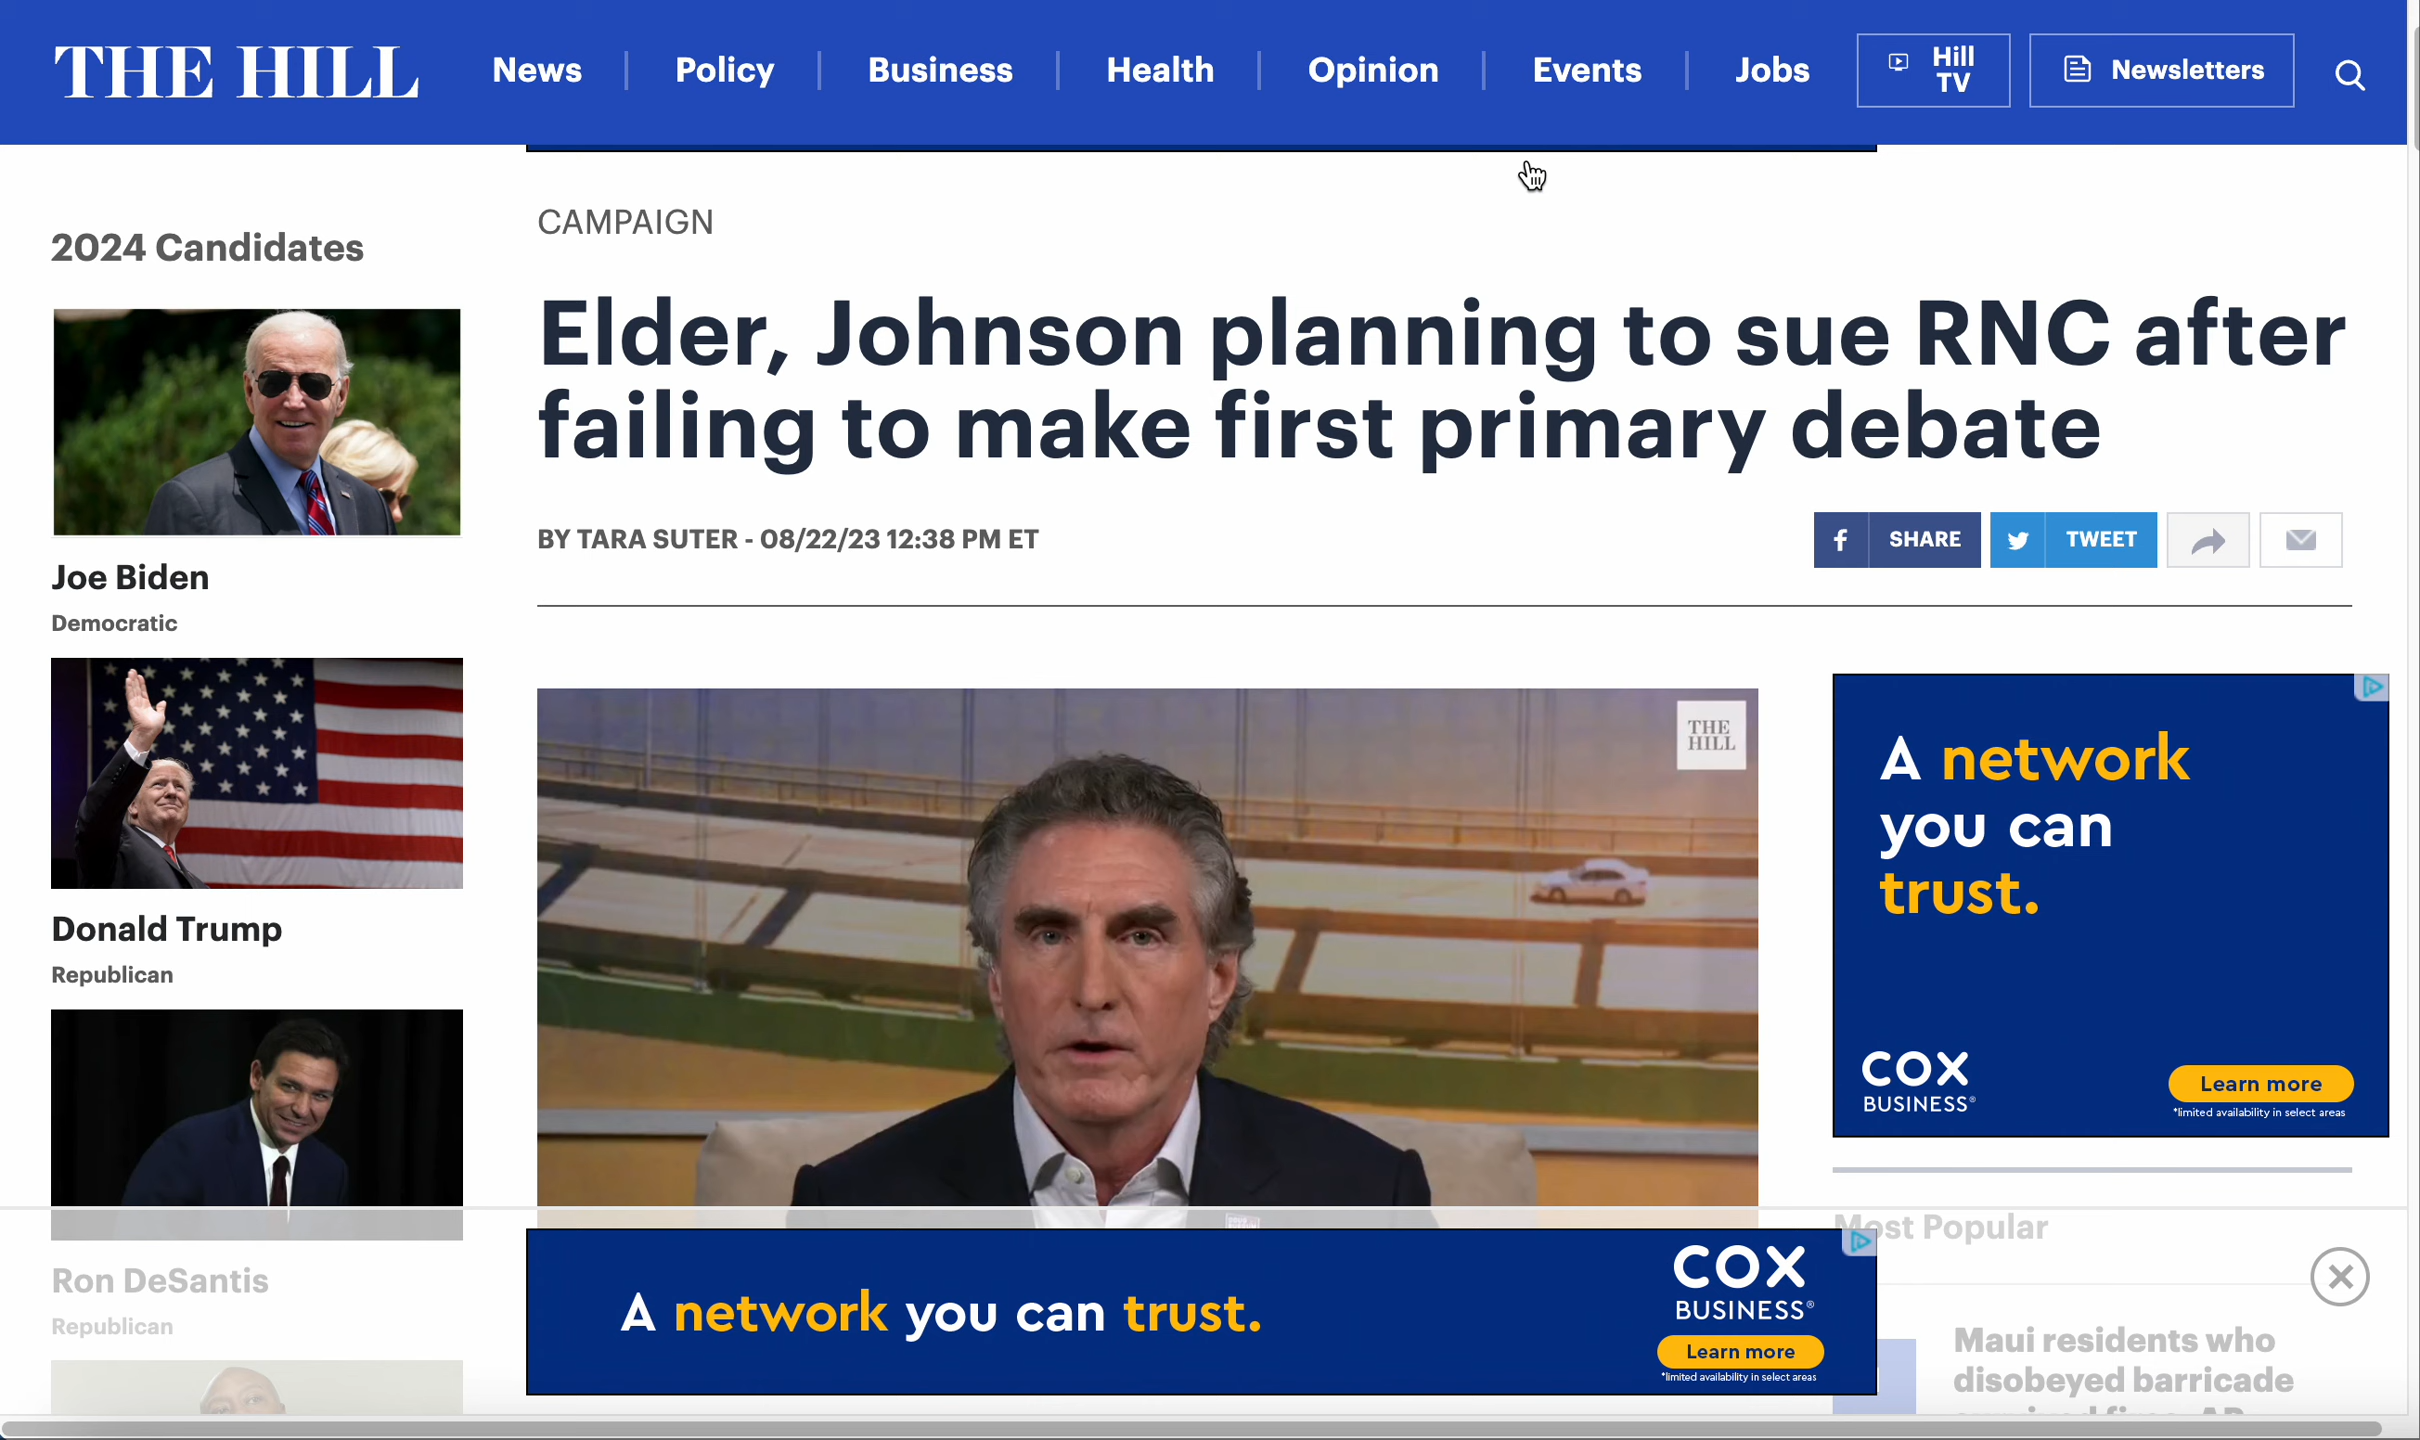 THE HILL
News
Policy
Business
Health
Opinion
Events
Jobs
Hill
TV
Newsletters
2024 Candidates
Joe Biden
Democratic
Donald Trump
Republican
Ron DeSantis
Republican
CAMPAIGN
Elder, Johnson planning to sue RNC after
failing to make first primary debate
BY TARA SUTER - 08/22/23 12:38 PM ET
SHARE
TWEET
THE
HILL
A network
you can
trust.
COX
BUSINESS®
Learn more
*limited availability in select areas
Most Popular
Maui residents who
disobeyed barricade
A network you can trust.
COX
BUSINESS®
Learn more
*limited availability in select areas